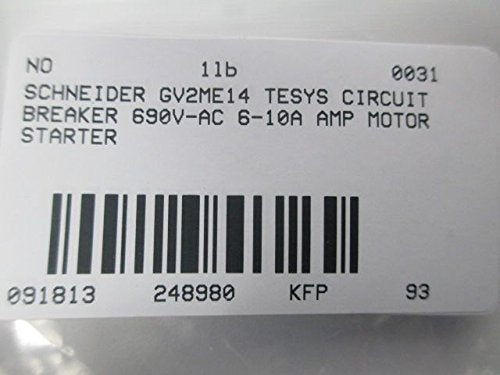 NO 1lb 0031
SCHNEIDER GV2ME14 TESYS CIRCUIT
BREAKER 690V-AC 6-10A AMP MOTOR
STARTER
091813 248980 KFP 93